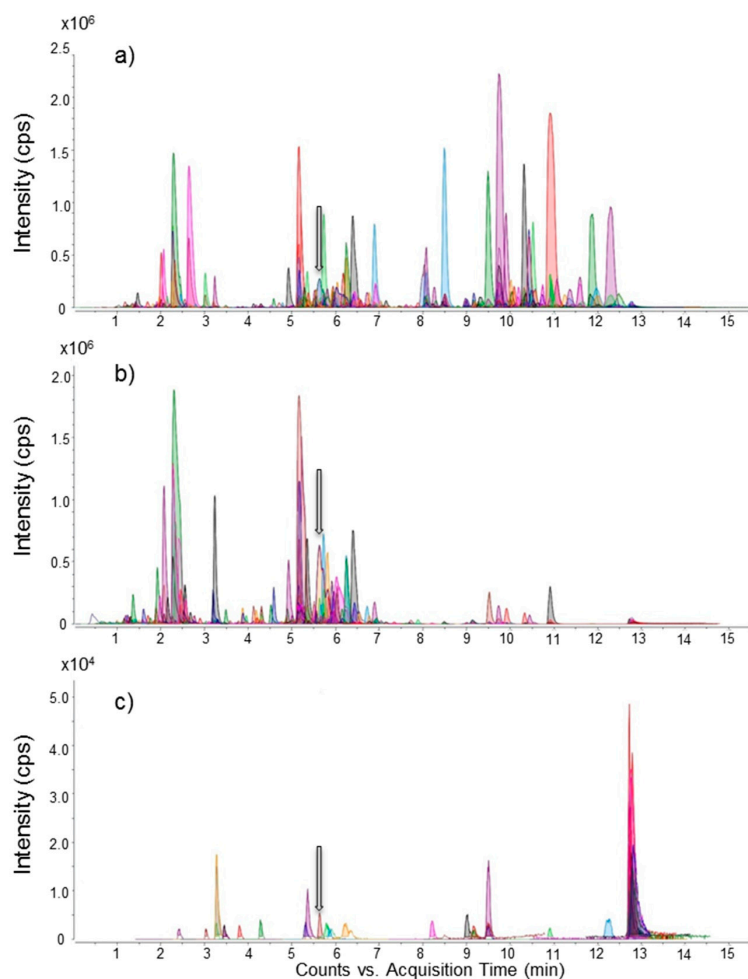 x10⁶
a)
2.5
2.0
1.5
1.0
0.5
0
Intensity (cps)
1 2 3 4 5 6 7 8 9 10 11 12 13 14 15
x10⁶
b)
2.0
1.5
1.0
0.5
0
Intensity (cps)
1 2 3 4 5 6 7 8 9 10 11 12 13 14 15
x10⁴
c)
5.0
4.0
3.0
2.0
1.0
0
Intensity (cps)
1 2 3 4 5 6 7 8 9 10 11 12 13 14 15
Counts vs. Acquisition Time (min)